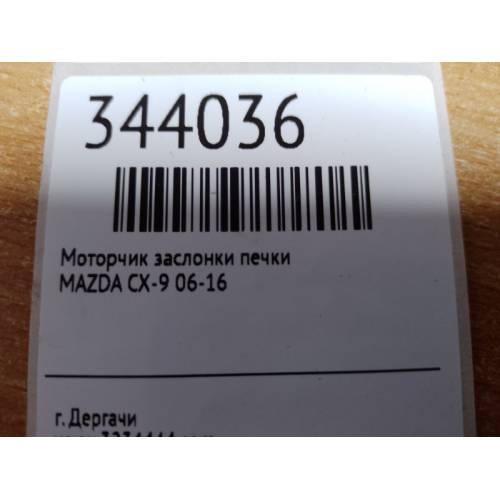 344036
Моторчик заслонки печки
MAZDA CX-9 06-16
г. Дергачи